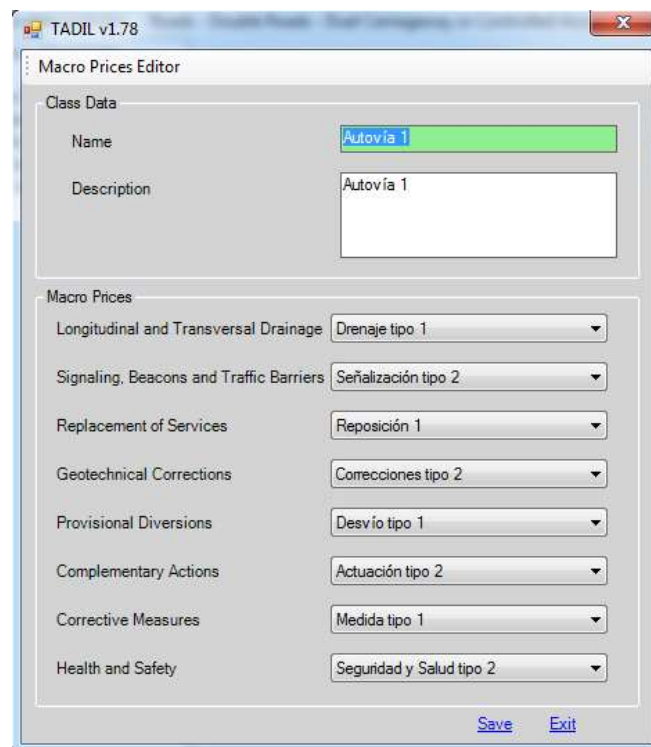 TADIL v1.78
Macro Prices Editor
Class Data
Name Autovía 1
Description Autovía 1
Macro Prices
Longitudinal and Transversal Drainage Drenaje tipo 1
Signaling, Beacons and Traffic Barriers Señalización tipo 2
Replacement of Services Reposición 1
Geotechnical Corrections Correcciones tipo 2
Provisional Diversions Desvío tipo 1
Complementary Actions Actuación tipo 2
Corrective Measures Medida tipo 1
Health and Safety Seguridad y Salud tipo 2
Save Exit